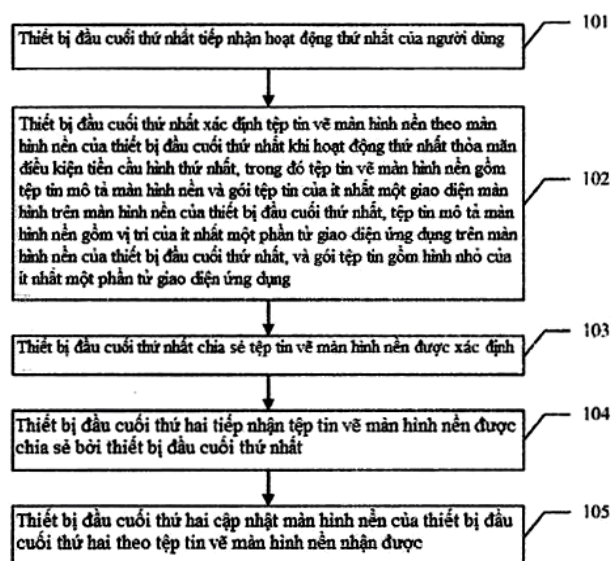 101
Thiết bị đầu cuối thứ nhất tiếp nhận hoạt động thứ nhất của người dùng
Thiết bị đầu cuối thứ nhất xác định tệp tin vẽ màn hình nền theo màn
hình nền của thiết bị đầu cuối thứ nhất khi hoạt động thứ nhất thỏa mãn
điều kiện tiền cấu hình thứ nhất, trong đó tệp tin vẽ màn hình nền gồm
tệp tin mô tả màn hình nền và gói tệp tin của ít nhất một giao diện màn
hình trên màn hình nền của thiết bị đầu cuối thứ nhất, tệp tin mô tả màn
hình nền gồm vị trí của ít nhất một phần tử giao diện ứng dụng trên màn
hình nền của thiết bị đầu cuối thứ nhất, và gói tệp tin gồm hình nhỏ của
ít nhất một phần tử giao diện ứng dụng
102
103
Thiết bị đầu cuối thứ nhất chia sẻ tệp tin vẽ màn hình nền được xác định
104
Thiết bị đầu cuối thứ hai tiếp nhận tệp tin vẽ màn hình nền được
chia sẻ bởi thiết bị đầu cuối thứ nhất
105
Thiết bị đầu cuối thứ hai cập nhật màn hình nền của thiết bị đầu
cuối thứ hai theo tệp tin vẽ màn hình nền nhận được